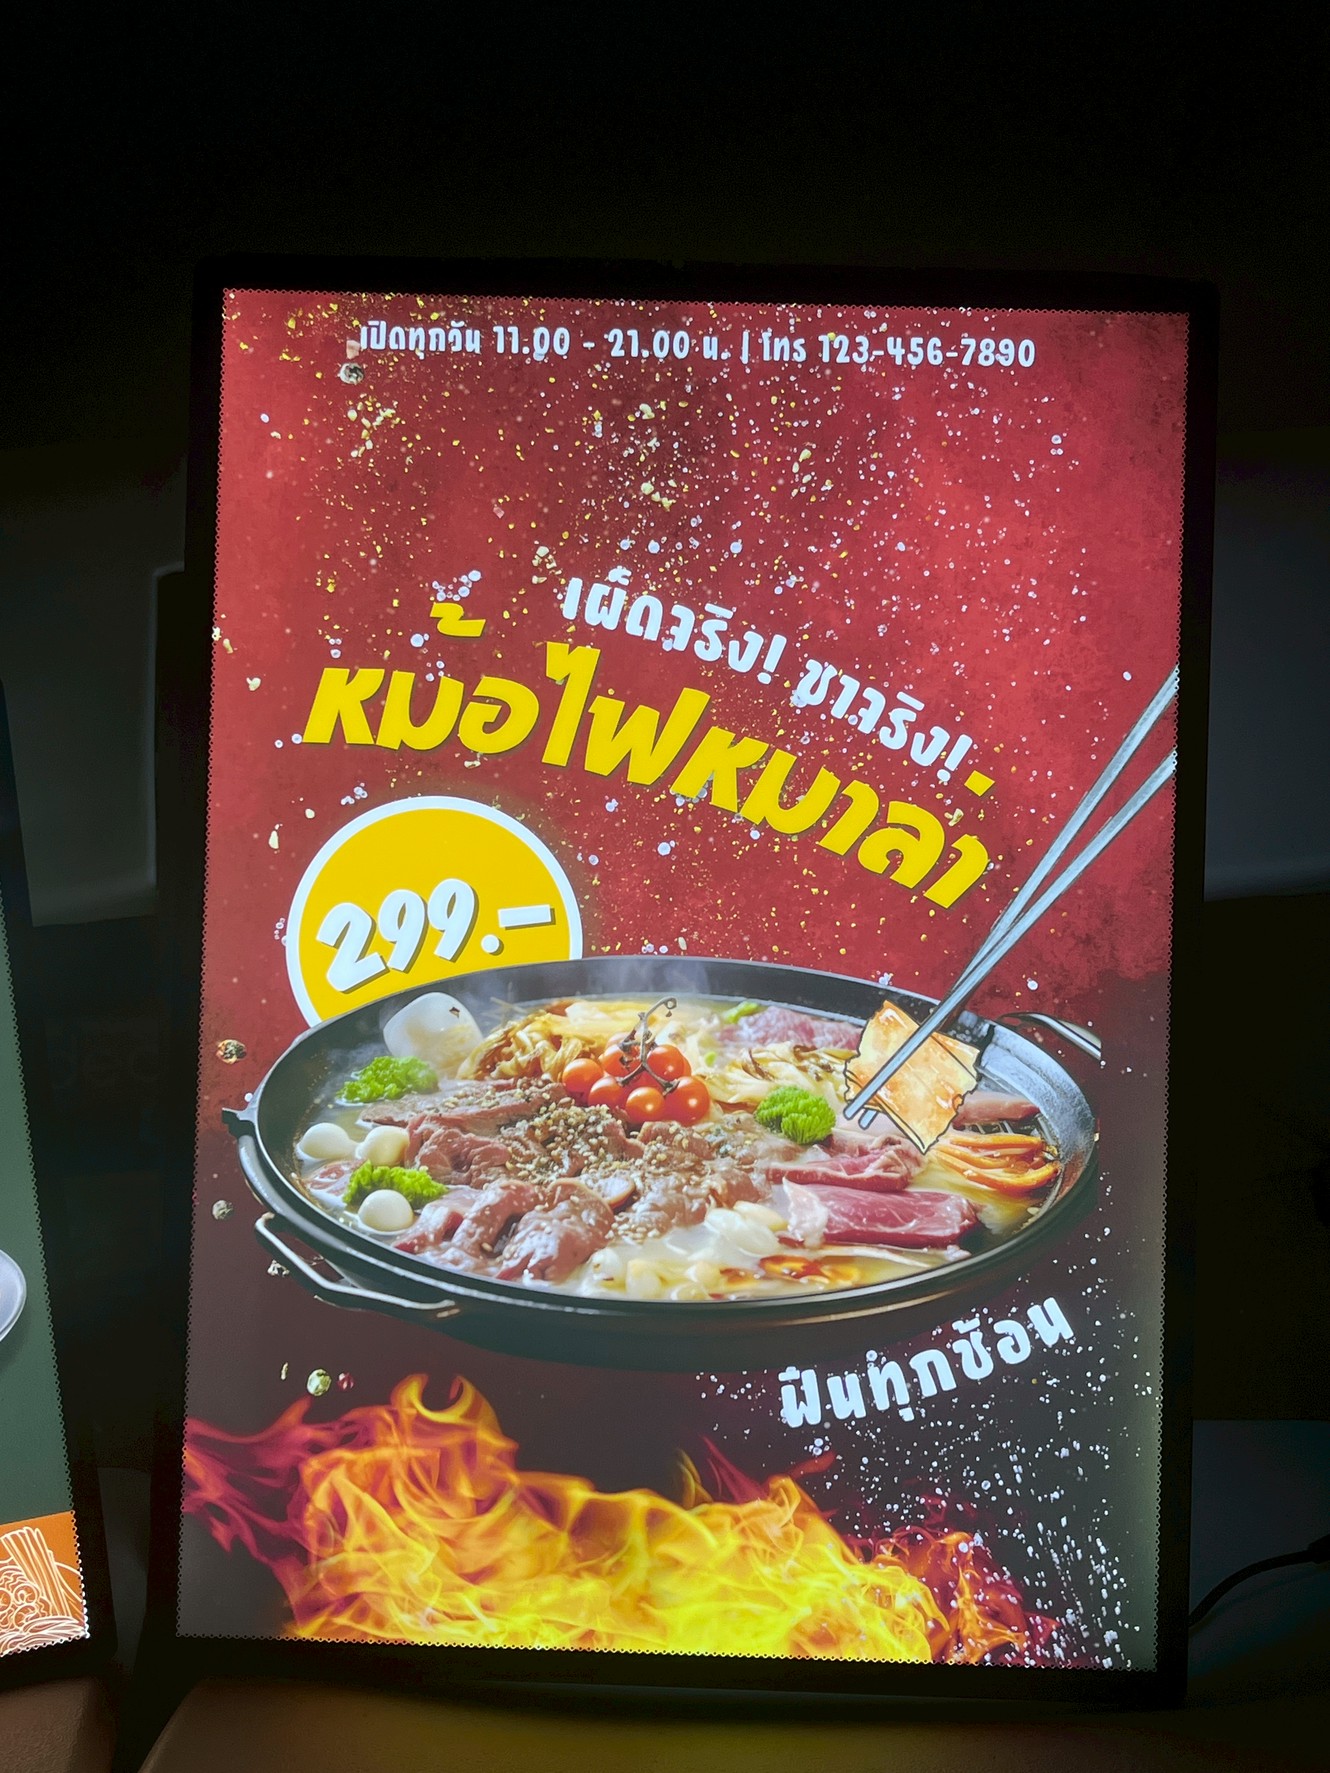 เปิดทุกวัน 11.00 - 21.00 น. | โทร 123-456-7890
เผ็ดจริง! ชาจริง!
หม้อไฟหมาล่า
299.-
ฟินทุกช้อน